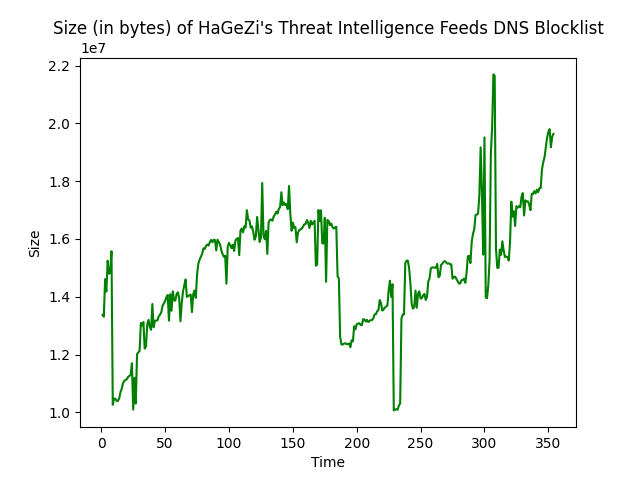 Size (in bytes) of HaGeZi's Threat Intelligence Feeds DNS Blocklist
1e7
2.2
2.0
1.8
1.6
1.4
1.2
1.0
Size
0 50 100 150 200 250 300 350
Time